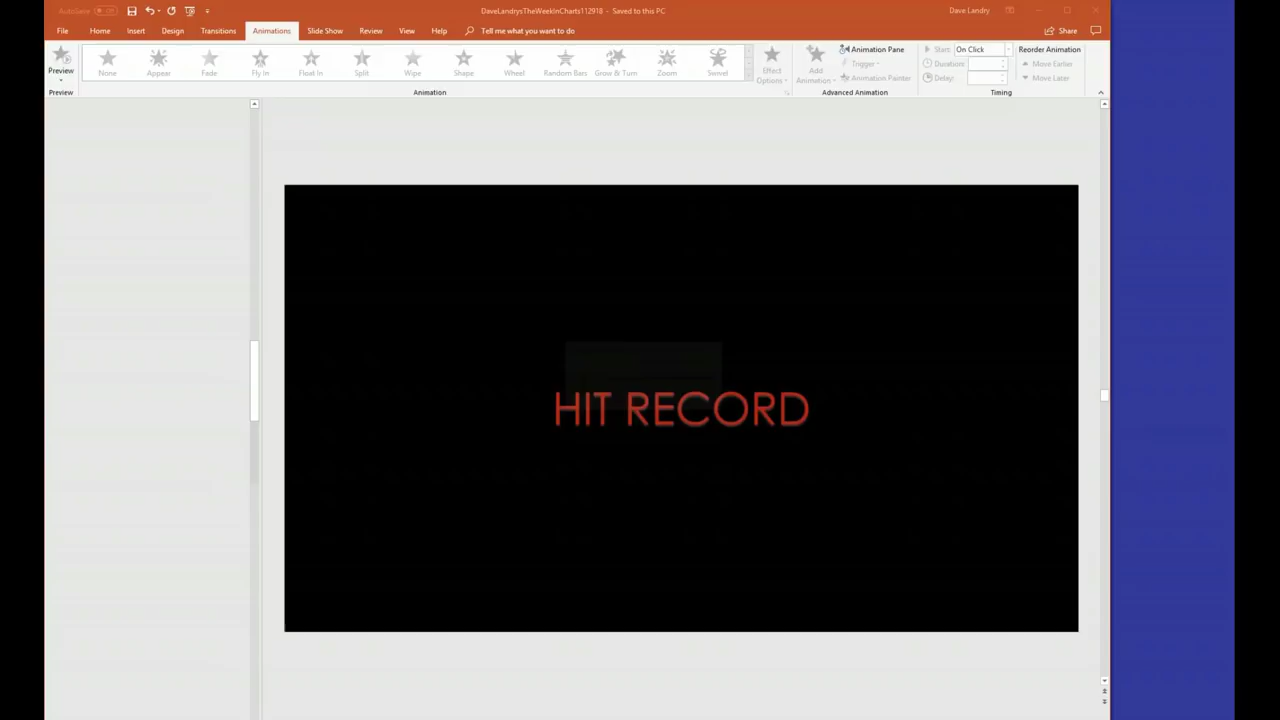 AutoSave Off DaveLandrysTheWeekInCharts112918 - Saved to this PC Dave Landry
File Home Insert Design Transitions Animations Slide Show Review View Help Tell me what you want to do Share
Preview None Appear Fade Fly In Float In Split Wipe Shape Wheel Random Bars Grow & Turn Zoom Swivel Effect Options Add Animation
Animation Pane Start: On Click Reorder Animation
Trigger Duration: Move Earlier
Animation Painter Delay: Move Later
Preview Animation Advanced Animation Timing
HIT RECORD